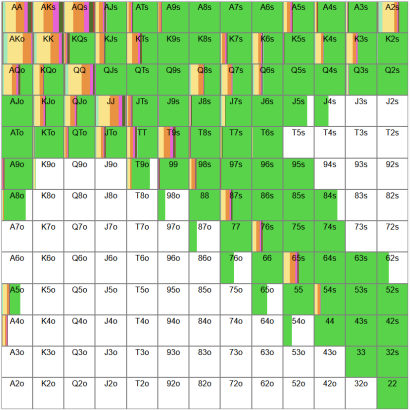 AA AKs AQs AJs ATs A9s A8s A7s A6s A5s A4s A3s A2s
AKo KK KQs KJs KTs K9s K8s K7s K6s K5s K4s K3s K2s
AQo KQo QQ QJs QTs Q9s Q8s Q7s Q6s Q5s Q4s Q3s Q2s
AJo KJo QJo JJ JTs J9s J8s J7s J6s J5s J4s J3s J2s
ATo KTo QTo JTo TT T9s T8s T7s T6s T5s T4s T3s T2s
A9o K9o Q9o J9o T9o 99 98s 97s 96s 95s 94s 93s 92s
A8o K8o Q8o J8o T8o 98o 88 87s 86s 85s 84s 83s 82s
A7o K7o Q7o J7o T7o 97o 87o 77 76s 75s 74s 73s 72s
A6o K6o Q6o J6o T6o 96o 86o 76o 66 65s 64s 63s 62s
A5o K5o Q5o J5o T5o 95o 85o 75o 65o 55 54s 53s 52s
A4o K4o Q4o J4o T4o 94o 84o 74o 64o 54o 44 43s 42s
A3o K3o Q3o J3o T3o 93o 83o 73o 63o 53o 43o 33 32s
A2o K2o Q2o J2o T2o 92o 82o 72o 62o 52o 42o 32o 22